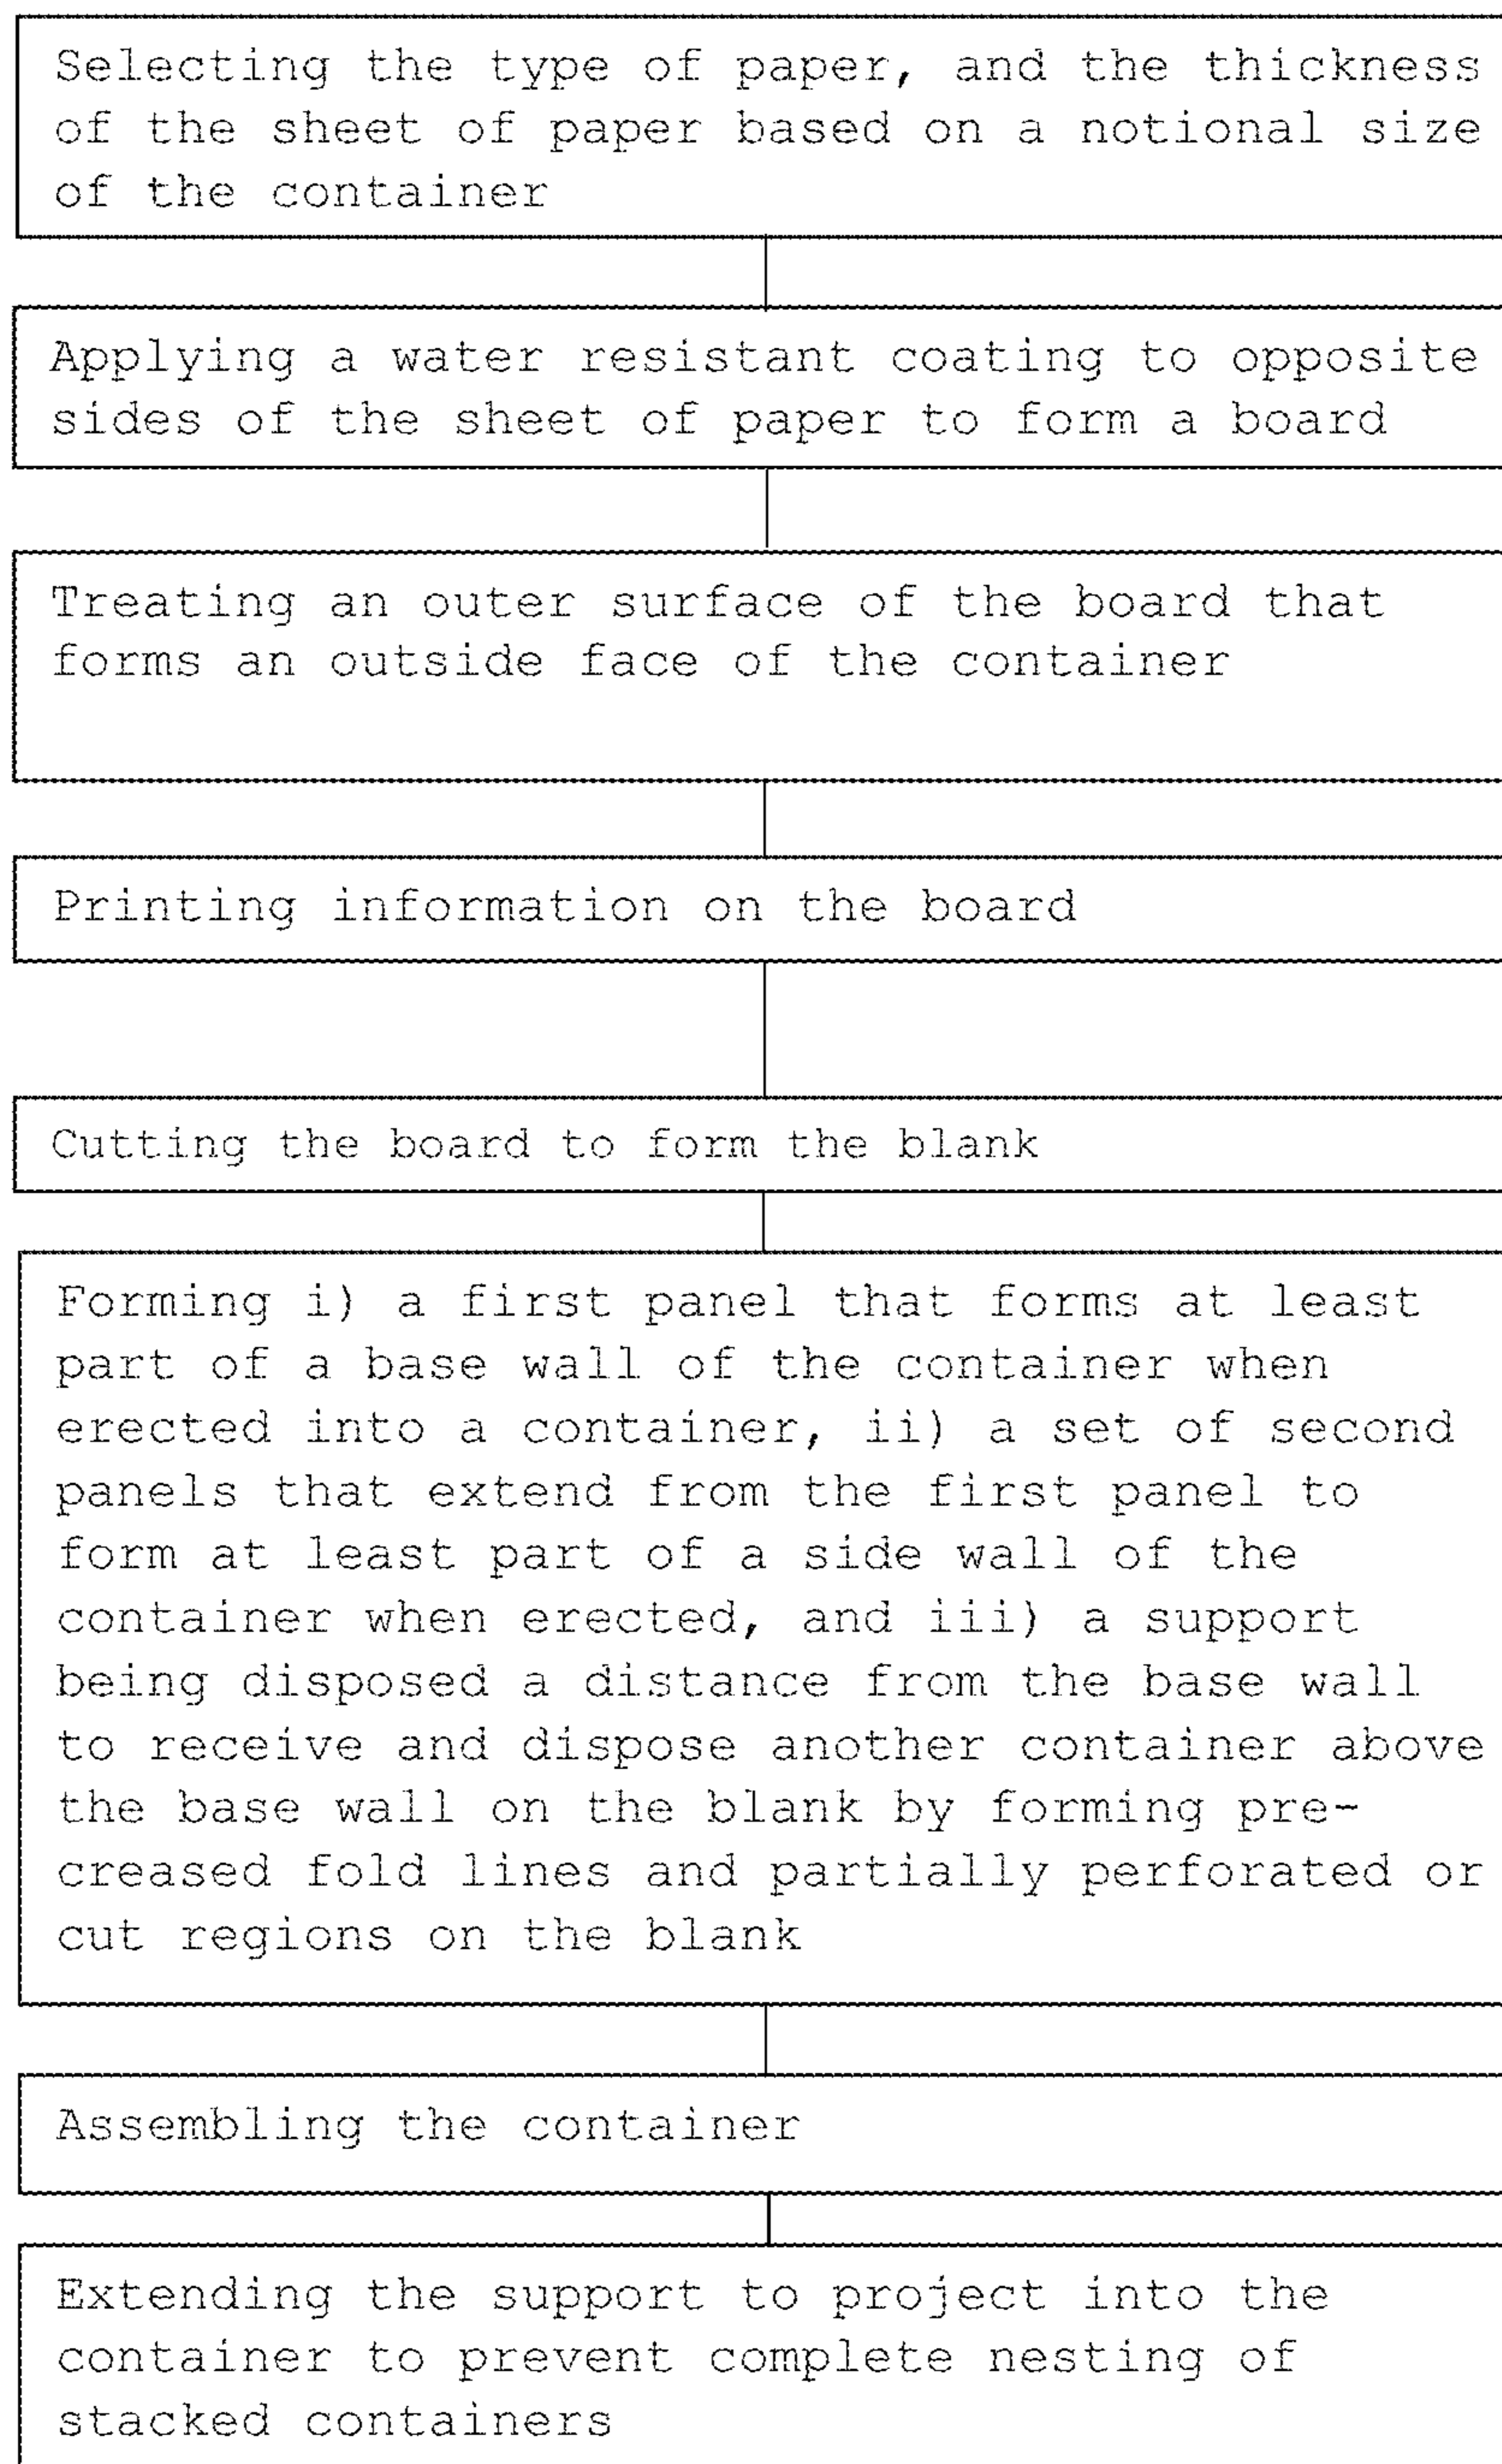 Selecting the type of paper, and the thickness
of the sheet of paper based on a notional size
of the container
Applying a water resistant coating to opposite
sides of the sheet of paper to form a board
Treating an outer surface of the board that
forms an outside face of the container
Printing information on the board
Cutting the board to form the blank
Forming i) a first panel that forms at least
part of a base wall of the container when
erected into a container, ii) a set of second
panels that extend from the first panel to
form at least part of a side wall of the
container when erected, and iii) a support
being disposed a distance from the base wall
to receive and dispose another container above
the base wall on the blank by forming pre-
creased fold lines and partially perforated or
cut regions on the blank
Assembling the container
Extending the support to project into the
container to prevent complete nesting of
stacked containers